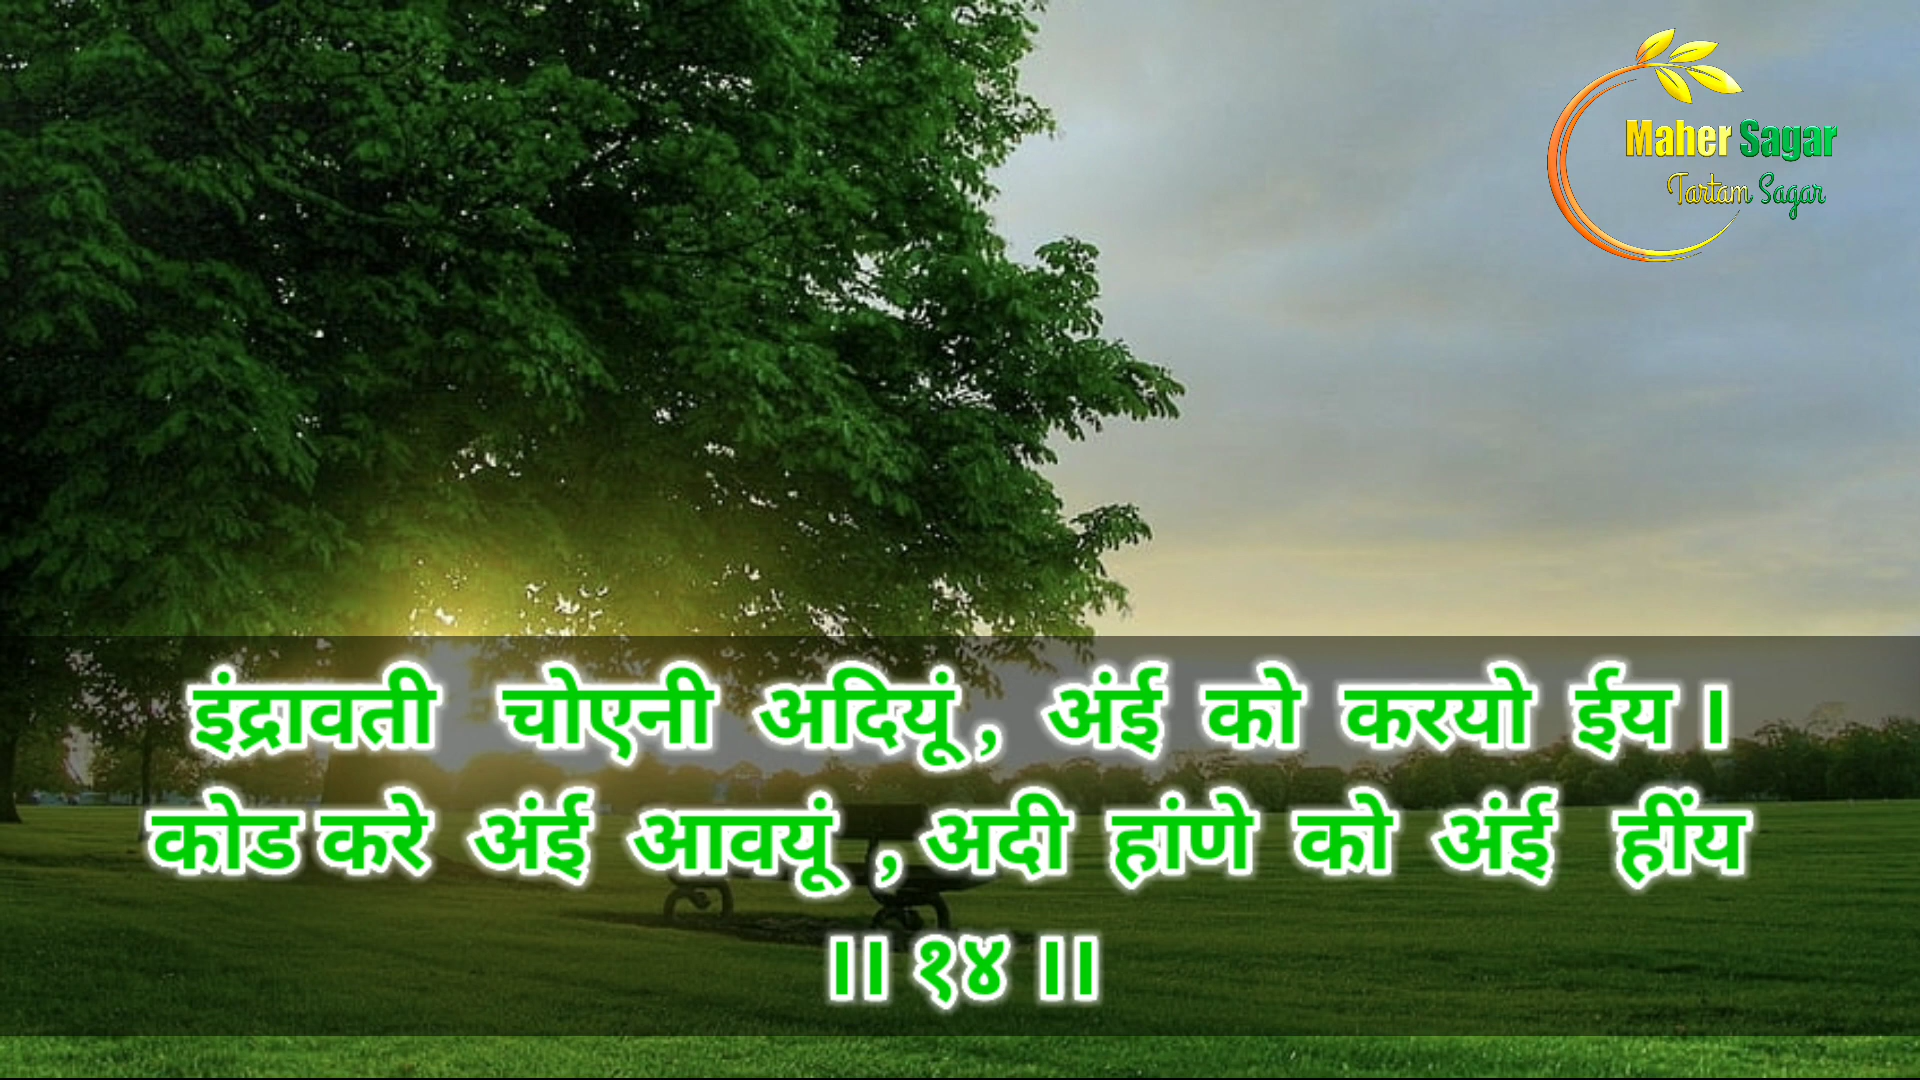 Maher Sagar
Tartam Sagar
इंद्रावती चोएनी अदियूं , अंई को करयो ईय ।
कोड करे अंई आवयूं , अदी हांणे को अंई हींय
।। १४ ।।